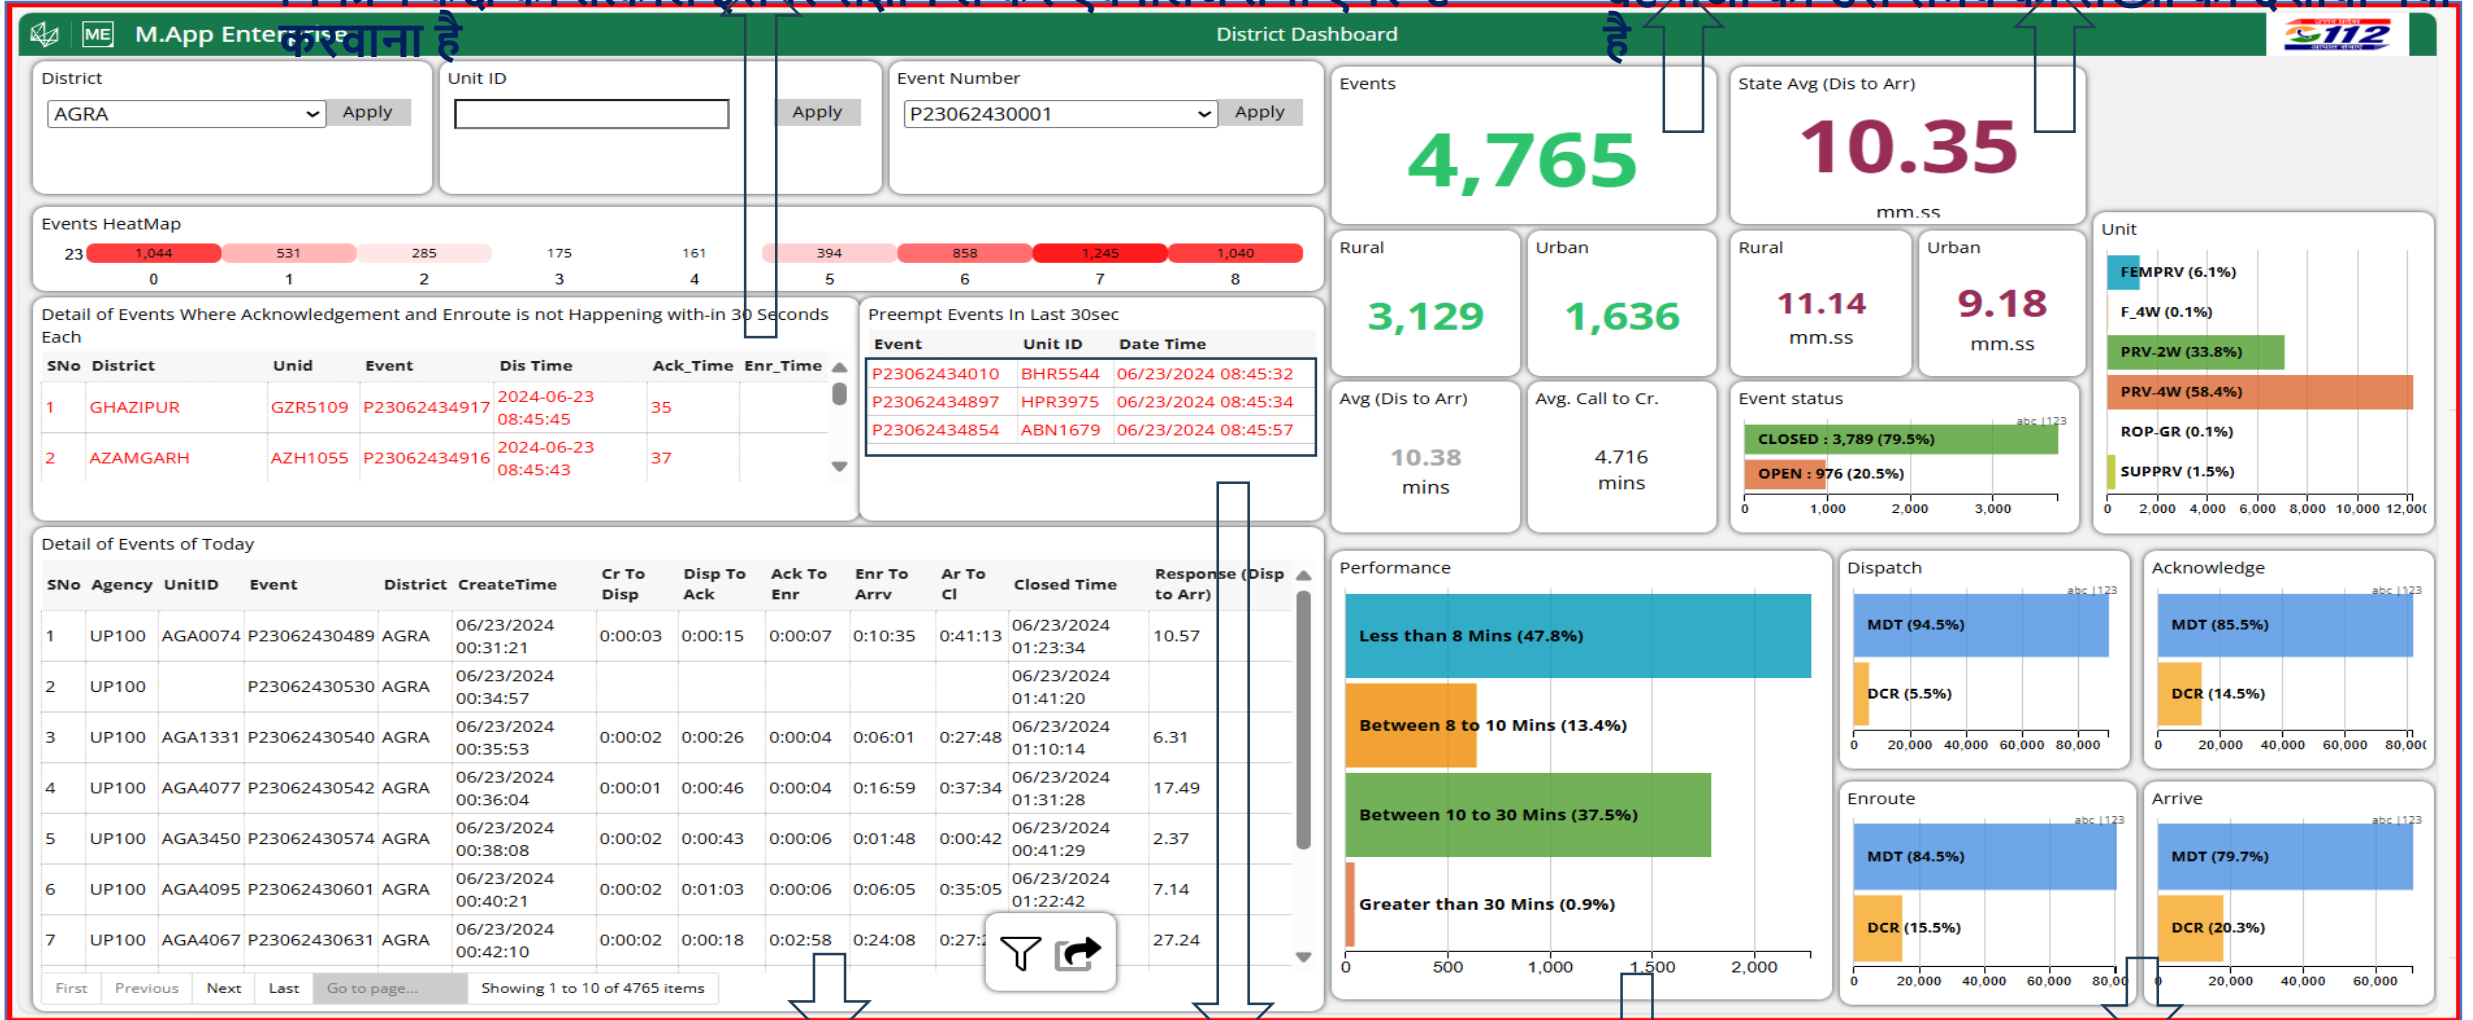 करवाना है
है
ME M.App Enterprise
District Dashboard
112
District
AGRA
Apply
Unit ID
Apply
Event Number
P23062430001
Apply
Events
4,765
State Avg (Dis to Arr)
10.35
mm.ss
Events HeatMap
23 1,044 531 285 175 161 394 858 1,245 1,040
0 1 2 3 4 5 6 7 8
Rural
3,129
Urban
1,636
Rural
11.14
mm.ss
Urban
9.18
mm.ss
Unit
FEMPRV (6.1%)
F_4W (0.1%)
PRV-2W (33.8%)
PRV-4W (58.4%)
ROP-GR (0.1%)
SUPPRV (1.5%)
0 2,000 4,000 6,000 8,000 10,000 12,000
Detail of Events Where Acknowledgement and Enroute is not Happening with-in 30 Seconds
Each
SNo District Unid Event Dis Time Ack_Time Enr_Time
1 GHAZIPUR GZR5109 P23062434917 2024-06-23 08:45:45 35
2 AZAMGARH AZH1055 P23062434916 2024-06-23 08:45:43 37
Preempt Events In Last 30sec
Event Unit ID Date Time
P23062434010 BHR5544 06/23/2024 08:45:32
P23062434897 HPR3975 06/23/2024 08:45:34
P23062434854 ABN1679 06/23/2024 08:45:57
Avg (Dis to Arr)
10.38
mins
Avg. Call to Cr.
4.716
mins
Event status
abc |123
CLOSED : 3,789 (79.5%)
OPEN : 976 (20.5%)
0 1,000 2,000 3,000
Detail of Events of Today
SNo Agency UnitID Event District CreateTime Cr To Disp Disp To Ack Ack To Enr Enr To Arrv Ar To Cl Closed Time Response (Disp to Arr)
1 UP100 AGA0074 P23062430489 AGRA 06/23/2024 00:31:21 0:00:03 0:00:15 0:00:07 0:10:35 0:41:13 06/23/2024 01:23:34 10.57
2 UP100 P23062430530 AGRA 06/23/2024 00:34:57 06/23/2024 01:41:20
3 UP100 AGA1331 P23062430540 AGRA 06/23/2024 00:35:53 0:00:02 0:00:26 0:00:04 0:06:01 0:27:48 06/23/2024 01:10:14 6.31
4 UP100 AGA4077 P23062430542 AGRA 06/23/2024 00:36:04 0:00:01 0:00:46 0:00:04 0:16:59 0:37:34 06/23/2024 01:31:28 17.49
5 UP100 AGA3450 P23062430574 AGRA 06/23/2024 00:38:08 0:00:02 0:00:43 0:00:06 0:01:48 0:00:42 06/23/2024 00:41:29 2.37
6 UP100 AGA4095 P23062430601 AGRA 06/23/2024 00:40:21 0:00:02 0:01:03 0:00:06 0:06:05 0:35:05 06/23/2024 01:22:42 7.14
7 UP100 AGA4067 P23062430631 AGRA 06/23/2024 00:42:10 0:00:02 0:00:18 0:02:58 0:24:08 27.24
First Previous Next Last Go to page... Showing 1 to 10 of 4765 items
Performance
Less than 8 Mins (47.8%)
Between 8 to 10 Mins (13.4%)
Between 10 to 30 Mins (37.5%)
Greater than 30 Mins (0.9%)
0 500 1,000 1,500 2,000
Dispatch
abc |123
MDT (94.5%)
DCR (5.5%)
0 20,000 40,000 60,000 80,000
Acknowledge
abc |123
MDT (85.5%)
DCR (14.5%)
0 20,000 40,000 60,000 80,000
Enroute
abc |123
MDT (84.5%)
DCR (15.5%)
0 20,000 40,000 60,000 80,00
Arrive
abc |123
MDT (79.7%)
DCR (20.3%)
0 20,000 40,000 60,000